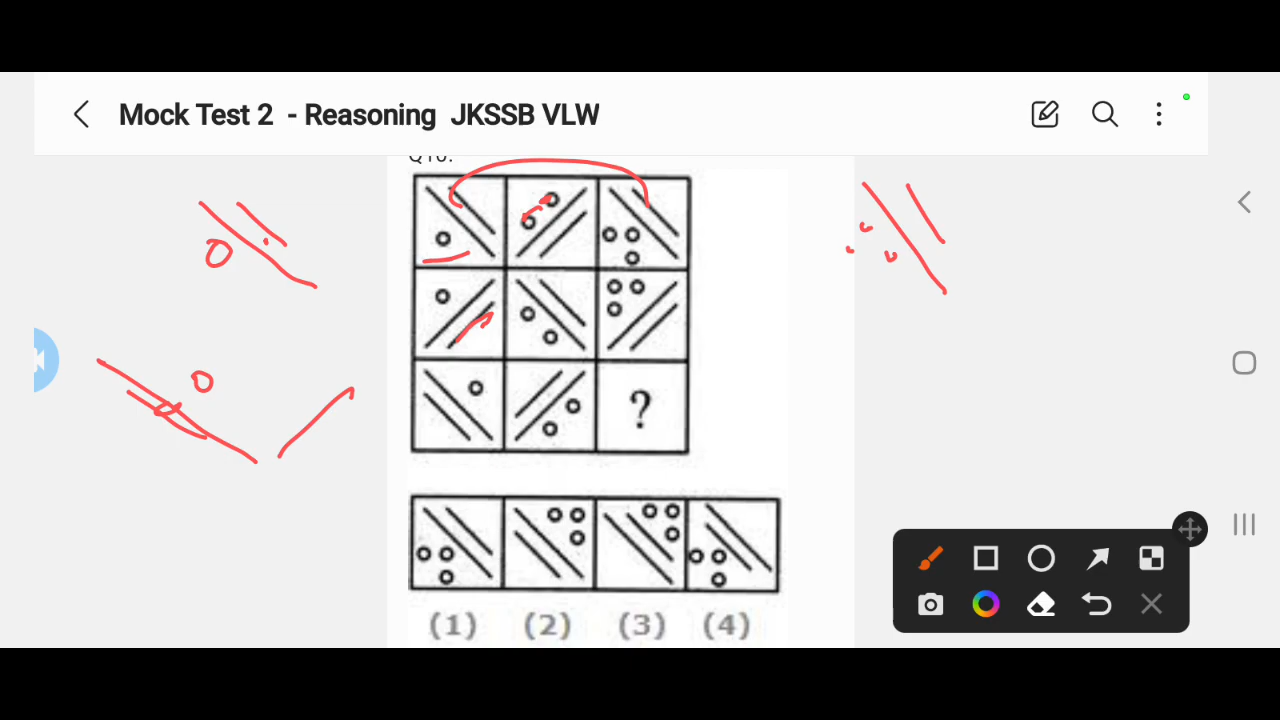 Mock Test 2 - Reasoning JKSSB VLW
?
(1) (2) (3) (4)